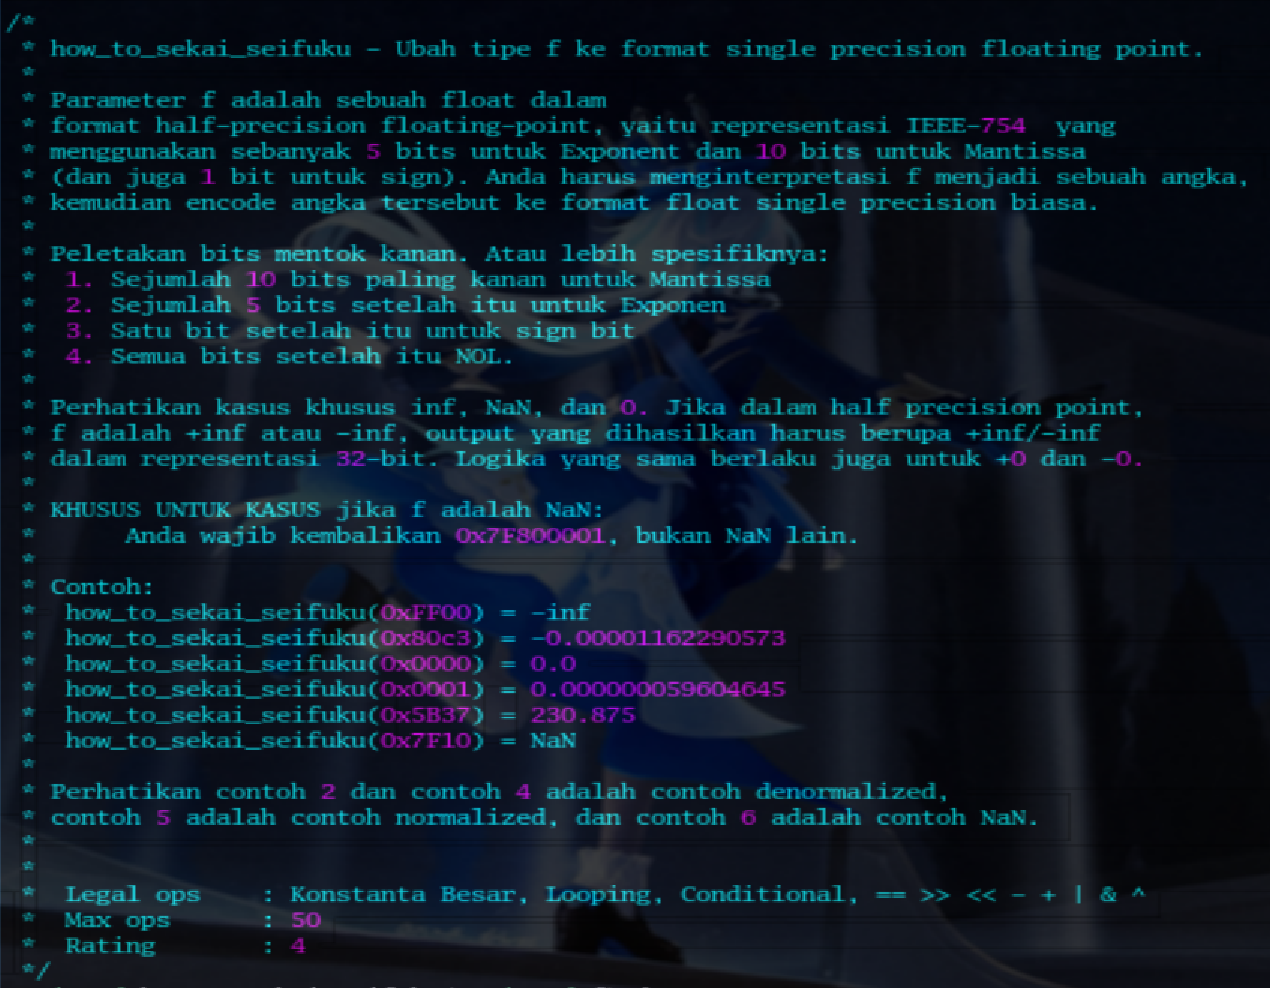 /*
* how_to_sekai_seifuku - Ubah tipe f ke format single precision floating point.
*
* Parameter f adalah sebuah float dalam
* format half-precision floating-point, yaitu representasi IEEE-754  yang
* menggunakan sebanyak 5 bits untuk Exponent dan 10 bits untuk Mantissa
* (dan juga 1 bit untuk sign). Anda harus menginterpretasi f menjadi sebuah angka,
* kemudian encode angka tersebut ke format float single precision biasa.
*
* Peletakan bits mentok kanan. Atau lebih spesifiknya:
*  1. Sejumlah 10 bits paling kanan untuk Mantissa
*  2. Sejumlah 5 bits setelah itu untuk Exponen
*  3. Satu bit setelah itu untuk sign bit
*  4. Semua bits setelah itu NOL.
*
* Perhatikan kasus khusus inf, NaN, dan 0. Jika dalam half precision point,
* f adalah +inf atau -inf, output yang dihasilkan harus berupa +inf/-inf
* dalam representasi 32-bit. Logika yang sama berlaku juga untuk +0 dan -0.
*
* KHUSUS UNTUK KASUS jika f adalah NaN:
*      Anda wajib kembalikan 0x7F800001, bukan NaN lain.
*
* Contoh:
*  how_to_sekai_seifuku(0xFF00) = -inf
*  how_to_sekai_seifuku(0x80c3) = -0.00001162290573
*  how_to_sekai_seifuku(0x0000) = 0.0
*  how_to_sekai_seifuku(0x0001) = 0.000000059604645
*  how_to_sekai_seifuku(0x5B37) = 230.875
*  how_to_sekai_seifuku(0x7F10) = NaN
*
* Perhatikan contoh 2 dan contoh 4 adalah contoh denormalized,
* contoh 5 adalah contoh normalized, dan contoh 6 adalah contoh NaN.
*
*
*  Legal ops    : Konstanta Besar, Looping, Conditional, == >> << - + | & ^
*  Max ops      : 50
*  Rating       : 4
*/